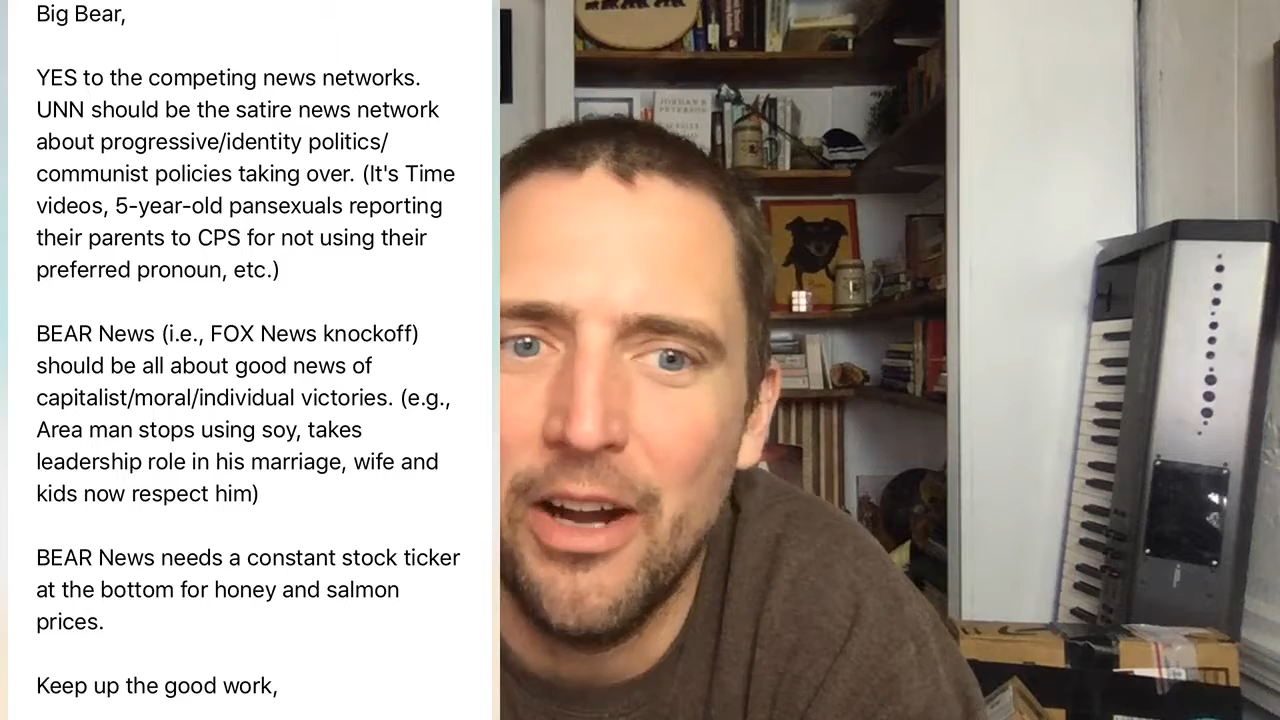 Big Bear,
YES to the competing news networks.
UNN should be the satire news network
about progressive/identity politics/
communist policies taking over. (It's Time
videos, 5-year-old pansexuals reporting
their parents to CPS for not using their
preferred pronoun, etc.)
BEAR News (i.e., FOX News knockoff)
should be all about good news of
capitalist/moral/individual victories. (e.g.,
Area man stops using soy, takes
leadership role in his marriage, wife and
kids now respect him)
BEAR News needs a constant stock ticker
at the bottom for honey and salmon
prices.
Keep up the good work,
JORDAN B
PETERSON